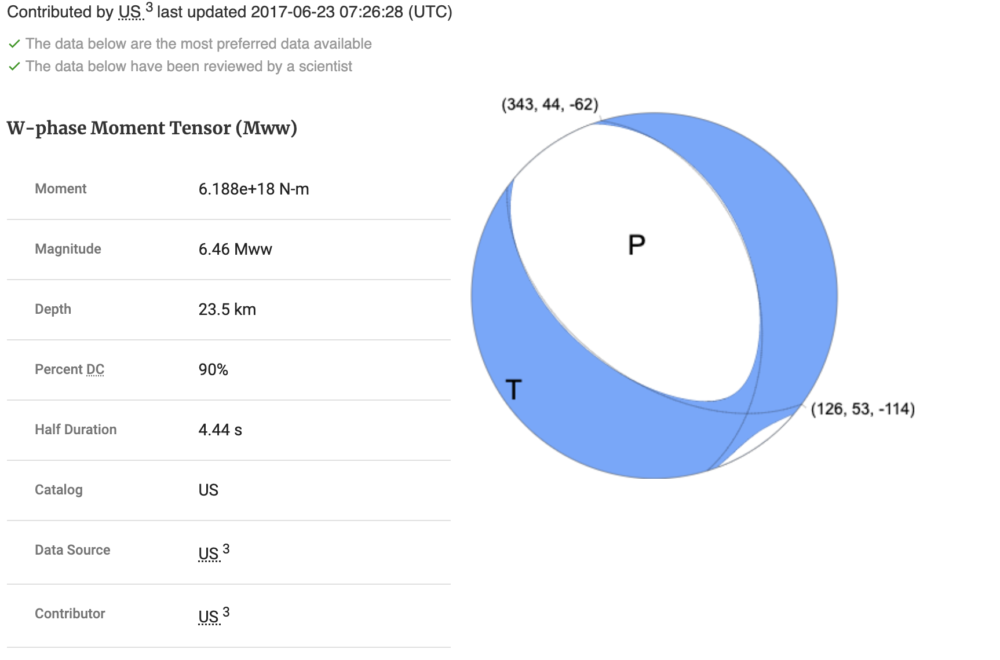 Contributed by US 3 last updated 2017-06-23 07:26:28 (UTC)
✓ The data below are the most preferred data available
✓ The data below have been reviewed by a scientist
W-phase Moment Tensor (Mww)
Moment 6.188e+18 N-m
Magnitude 6.46 Mww
Depth 23.5 km
Percent DC 90%
Half Duration 4.44 s
Catalog US
Data Source US 3
Contributor US 3
(343, 44, -62)
P
T
(126, 53, -114)